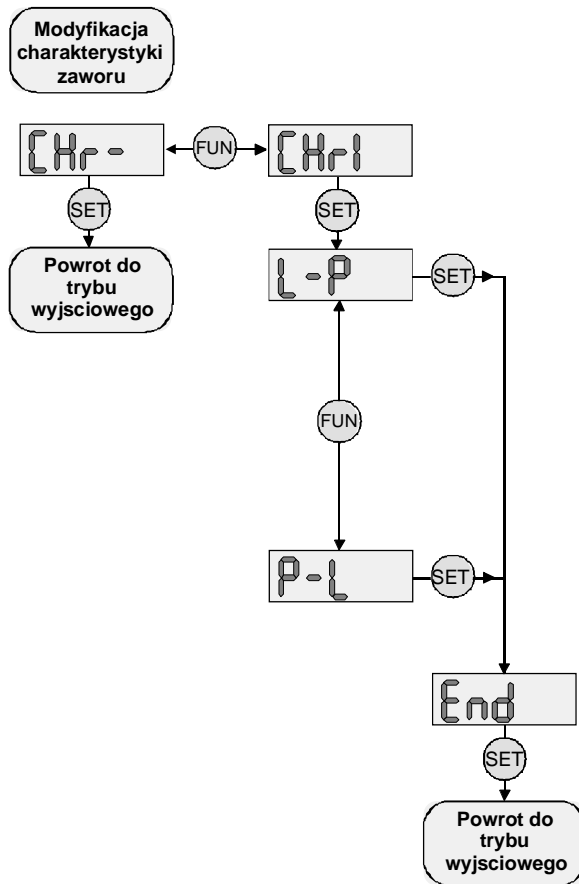 Modyfikacja
charakterystyki
zaworu
CHr- FUN CHr1
SET SET
Powrot do
trybu
wyjsciowego
L-P SET
FUN
P-L SET
End
SET
Powrot do
trybu
wyjsciowego